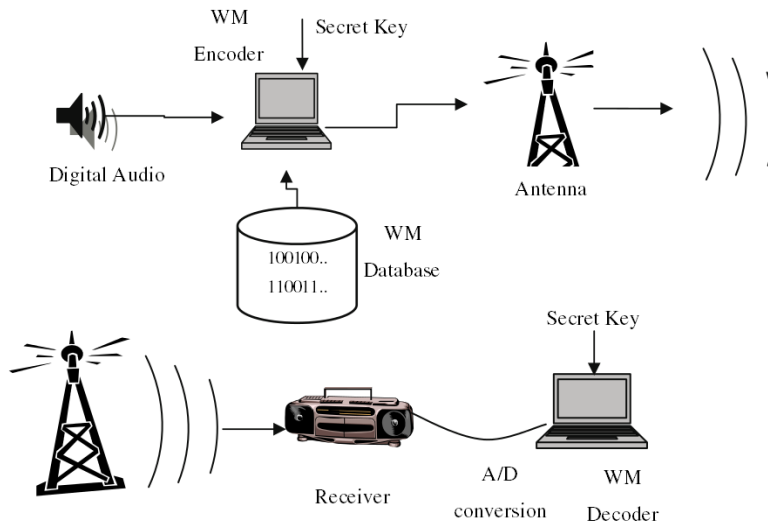 WM
Encoder
Secret Key
Digital Audio
Antenna
100100..
110011..
WM
Database
Secret Key
Receiver
A/D
conversion
WM
Decoder